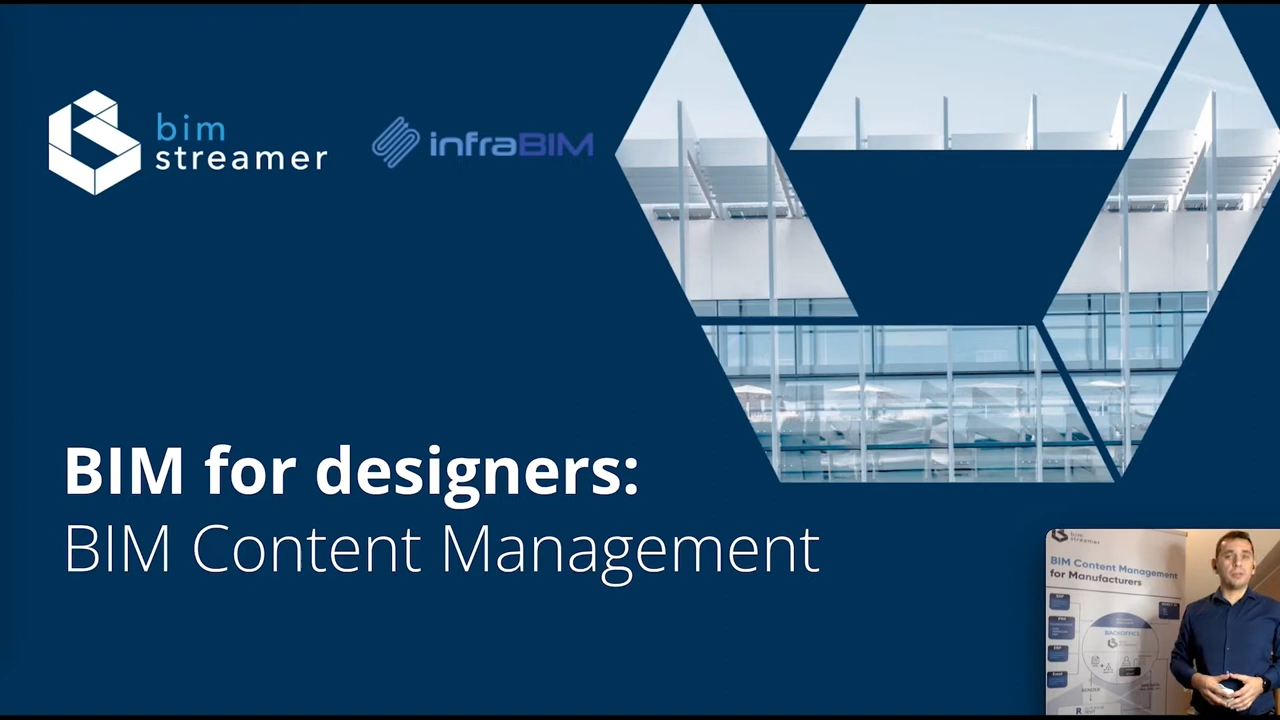 bim
streamer
infraBIM
BIM for designers:
BIM Content Management
bim
streamer
BIM Content Management
for Manufacturers
BACKOFFICE